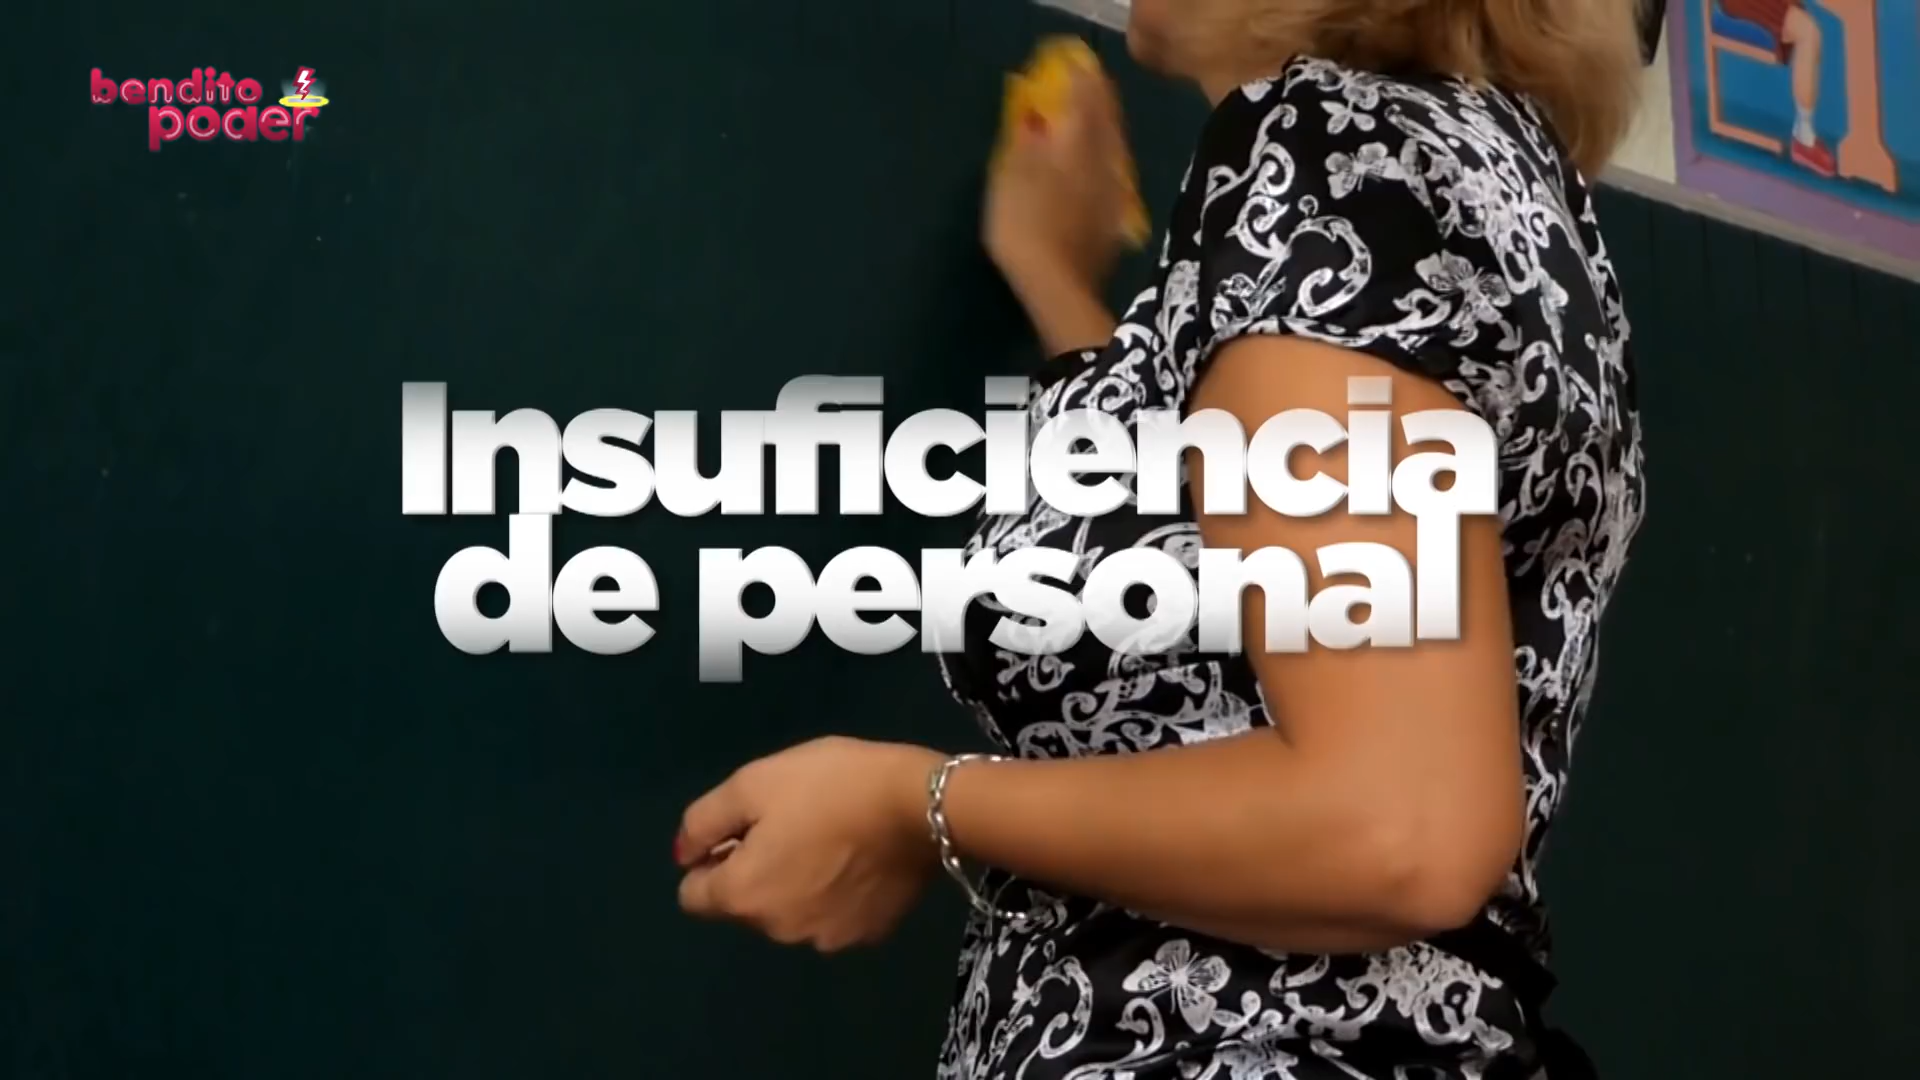 bendito
poder
Insuficiencia
de personal